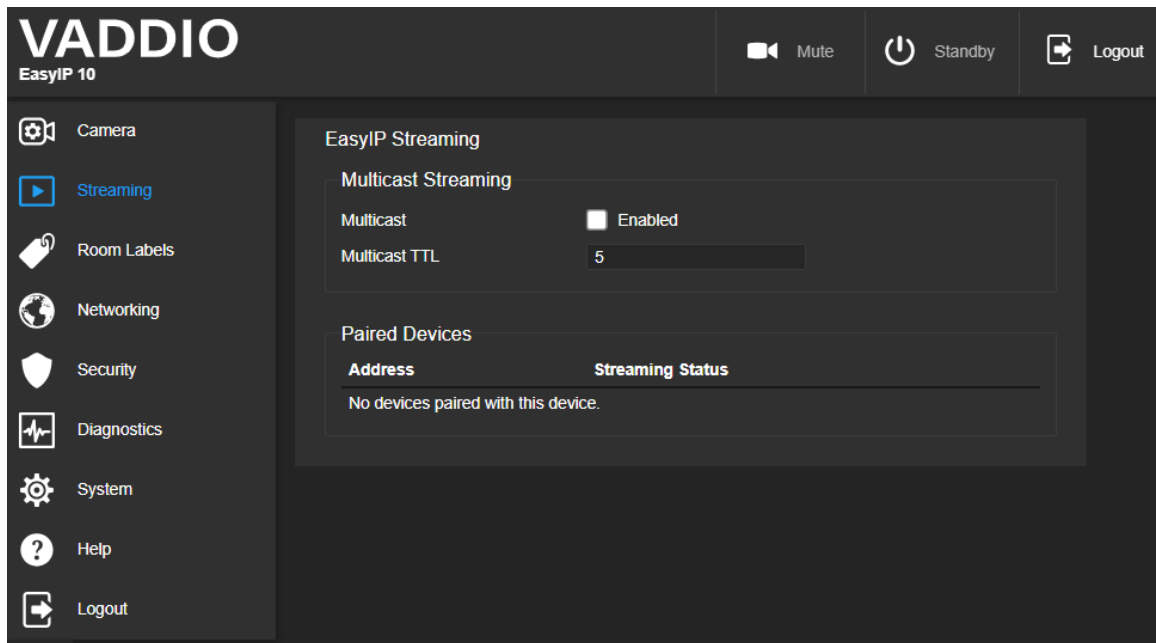 VADDIO
EasyIP 10
Mute
Standby
Logout
Camera
Streaming
Room Labels
Networking
Security
Diagnostics
System
Help
Logout
EasyIP Streaming
Multicast Streaming
Multicast Enabled
Multicast TTL 5
Paired Devices
Address Streaming Status
No devices paired with this device.